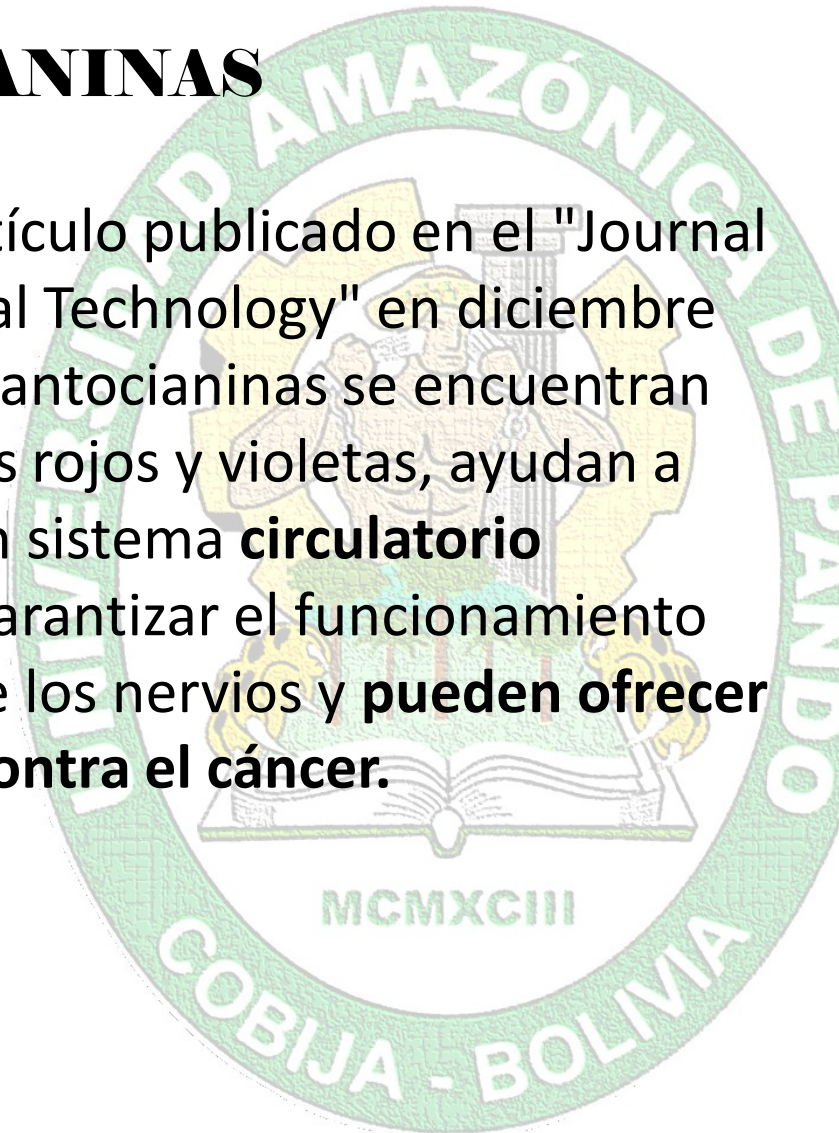 ANINAS
tículo publicado en el "Journal
al Technology" en diciembre
antocianinas se encuentran
s rojos y violetas, ayudan a
n sistema circulatorio
arantizar el funcionamiento
e los nervios y pueden ofrecer
ontra el cáncer.
UNIVERSIDAD AMAZÓNICA DE PANDO
MCMXCIII
COBIJA - BOLIVIA